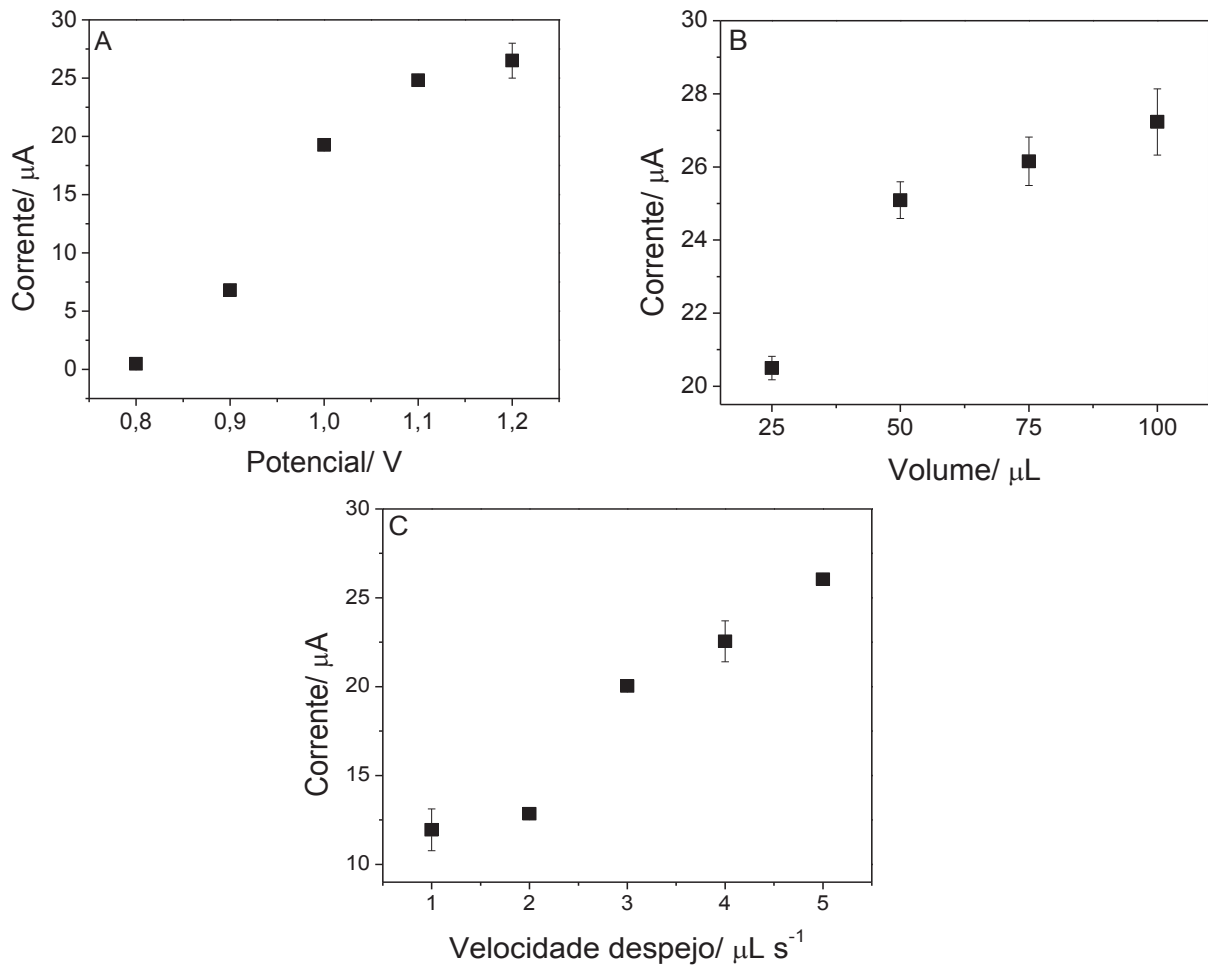 A
30
25
20
15
10
5
0
Corrente/ μA
0,8 0,9 1,0 1,1 1,2
Potencial/ V
B
30
28
26
24
22
20
Corrente/ μA
25 50 75 100
Volume/ μL
C
30
25
20
15
10
Corrente/ μA
1 2 3 4 5
Velocidade despejo/ μL s⁻¹